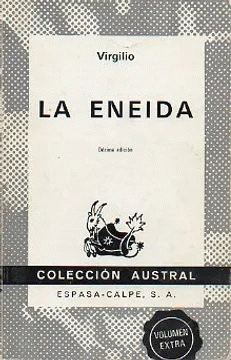 Virgilio
LA ENEIDA
Décima edición
COLECCIÓN AUSTRAL
ESPASA-CALPE, S. A.
VOLUMEN
EXTRA